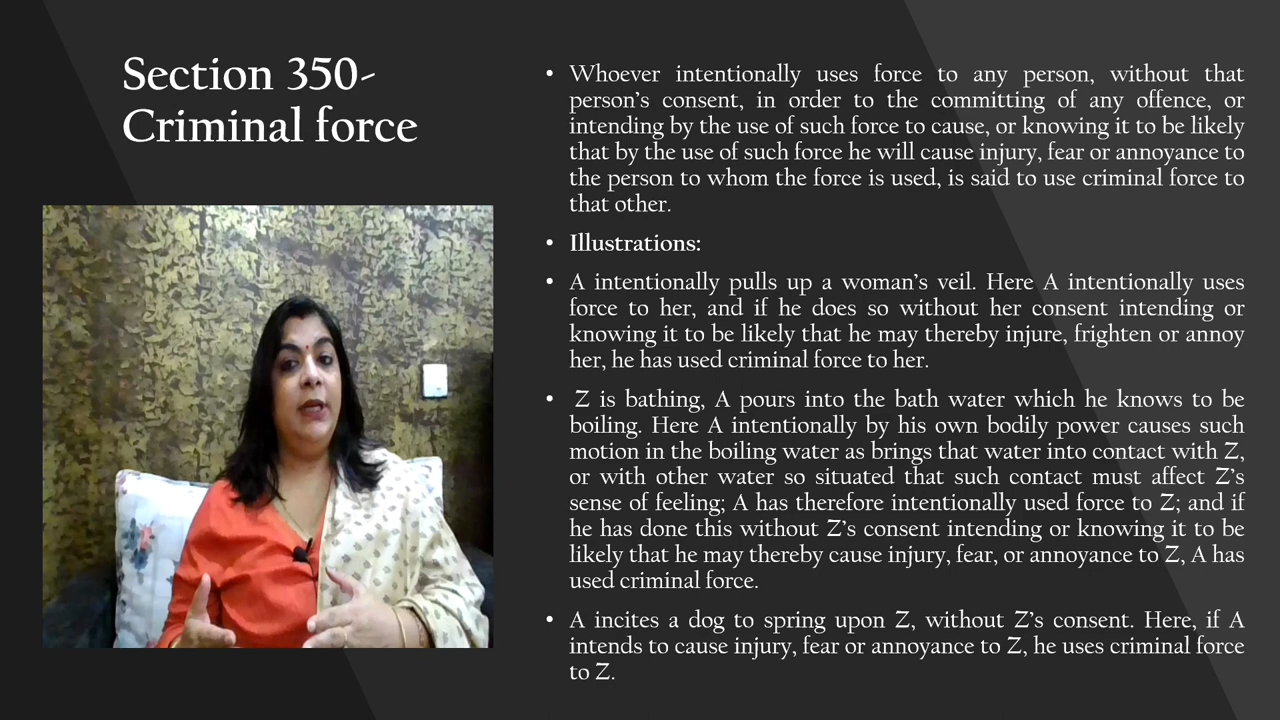 Section 350-
Criminal force
• Whoever intentionally uses force to any person, without that
person's consent, in order to the committing of any offence, or
intending by the use of such force to cause, or knowing it to be likely
that by the use of such force he will cause injury, fear or annoyance to
the person to whom the force is used, is said to use criminal force to
that other.
• Illustrations:
• A intentionally pulls up a woman's veil. Here A intentionally uses
force to her, and if he does so without her consent intending or
knowing it to be likely that he may thereby injure, frighten or annoy
her, he has used criminal force to her.
• Z is bathing, A pours into the bath water which he knows to be
boiling. Here A intentionally by his own bodily power causes such
motion in the boiling water as brings that water into contact with Z,
or with other water so situated that such contact must affect Z's
sense of feeling; A has therefore intentionally used force to Z; and if
he has done this without Z's consent intending or knowing it to be
likely that he may thereby cause injury, fear, or annoyance to Z, A has
used criminal force.
• A incites a dog to spring upon Z, without Z's consent. Here, if A
intends to cause injury, fear or annoyance to Z, he uses criminal force
to Z.